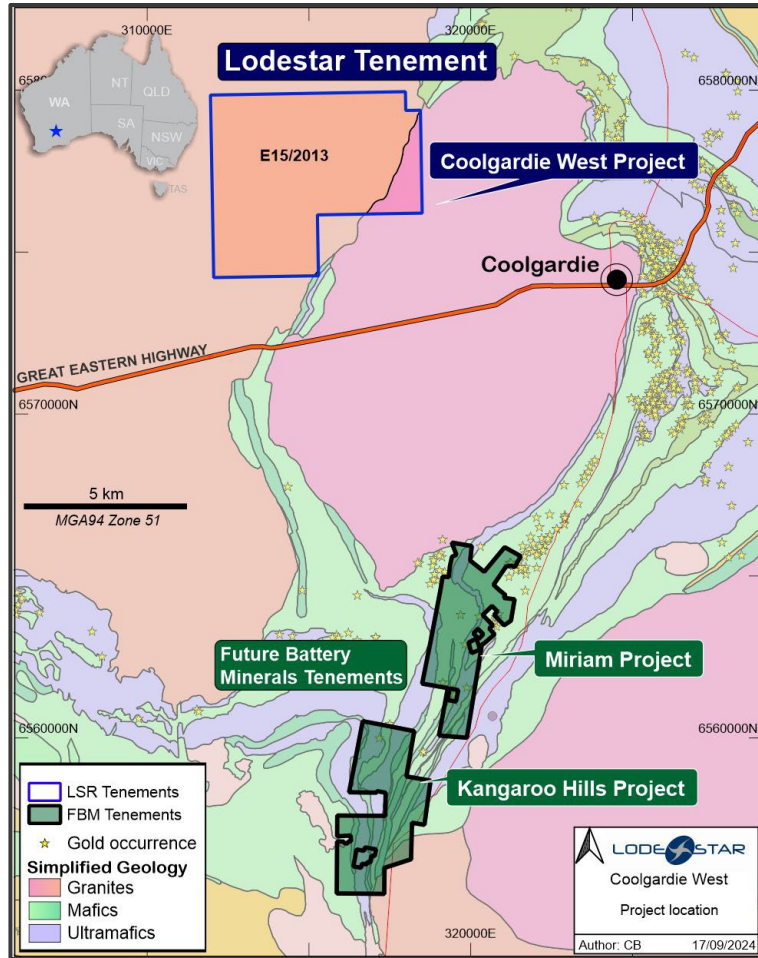 310000E
320000E
Lodestar Tenement
6580000N
6580000N
NT
QLD
WA
SA
NSW
VIC
TAS
E15/2013
Coolgardie West Project
Coolgardie
GREAT EASTERN HIGHWAY
6570000N
6570000N
5 km
MGA94 Zone 51
Future Battery
Minerals Tenements
Miriam Project
6560000N
6560000N
Kangaroo Hills Project
LSR Tenements
FBM Tenements
Gold occurrence
Simplified Geology
Granites
Mafics
Ultramafics
LODESTAR
Coolgardie West
Project location
Author: CB 17/09/2024
320000E